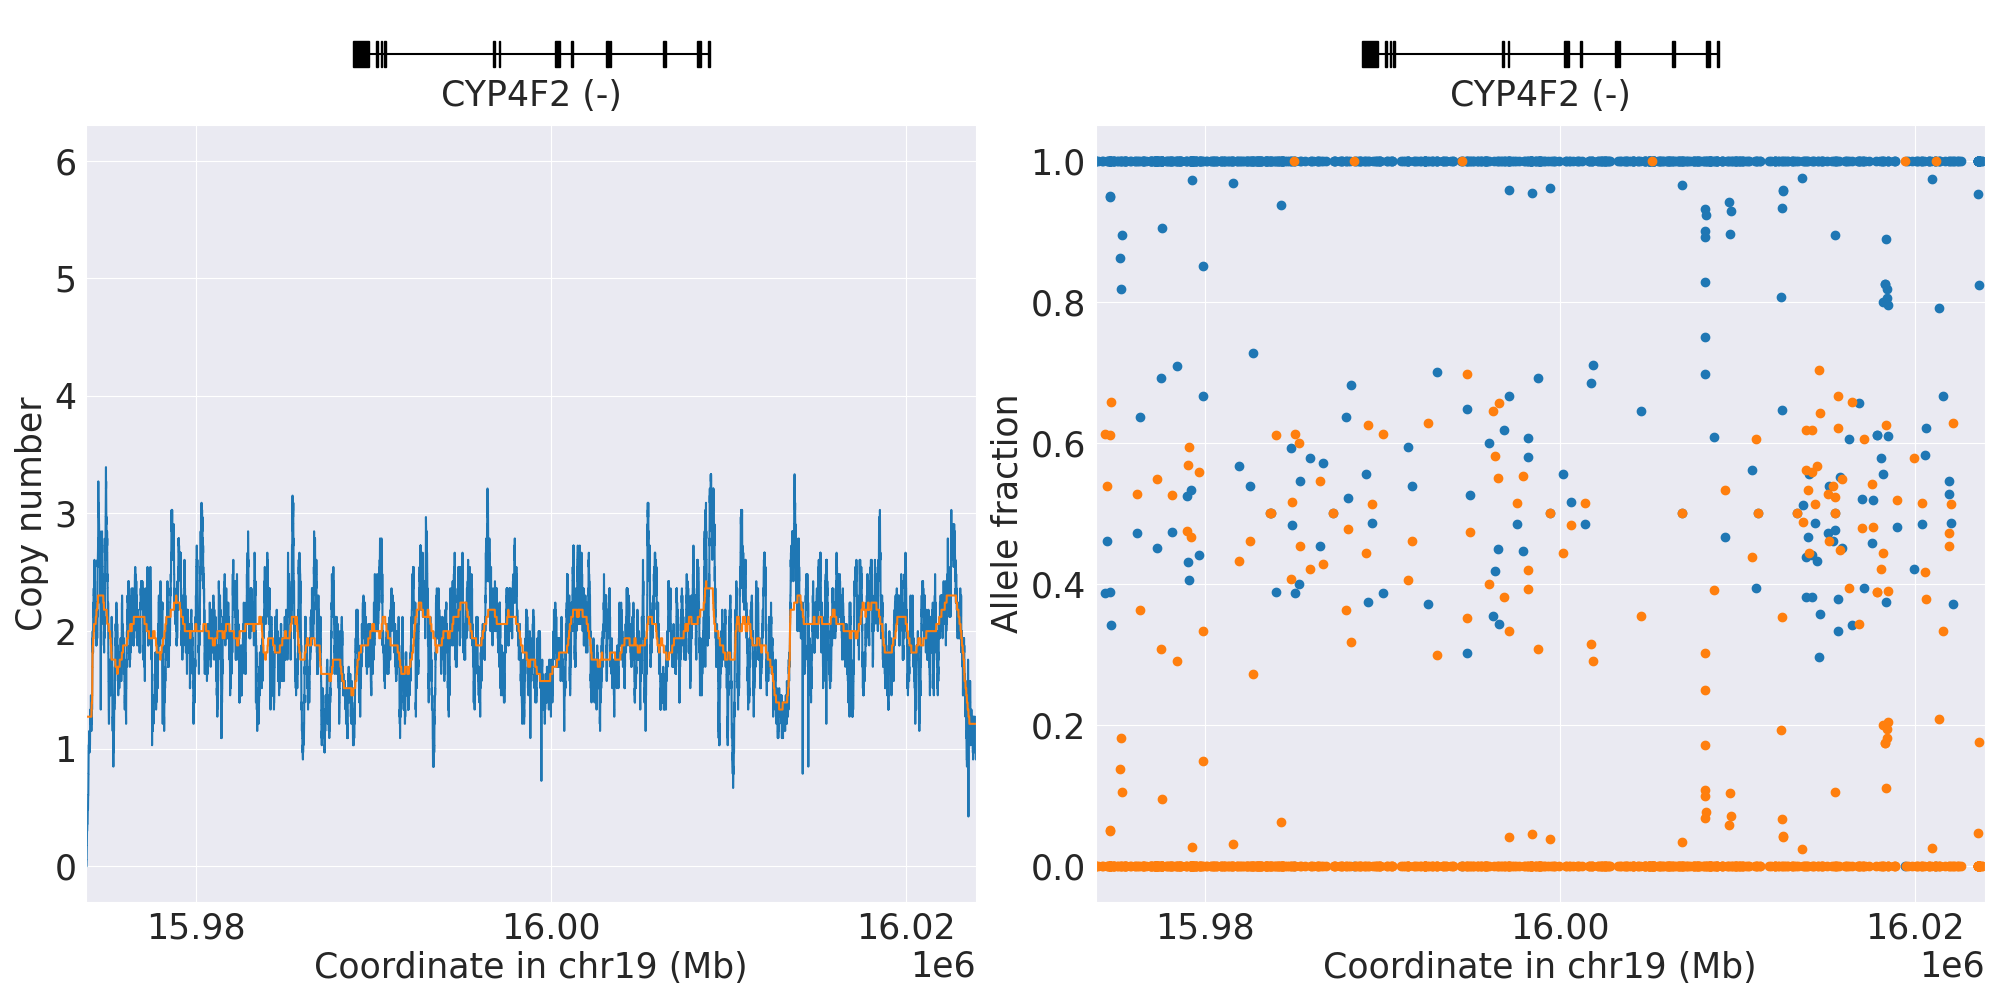 CYP4F2 (-)
6
5
4
3
2
1
0
Copy number
15.98 16.00 16.02
Coordinate in chr19 (Mb) 1e6
CYP4F2 (-)
1.0
0.8
0.6
0.4
0.2
0.0
Allele fraction
15.98 16.00 16.02
Coordinate in chr19 (Mb) 1e6